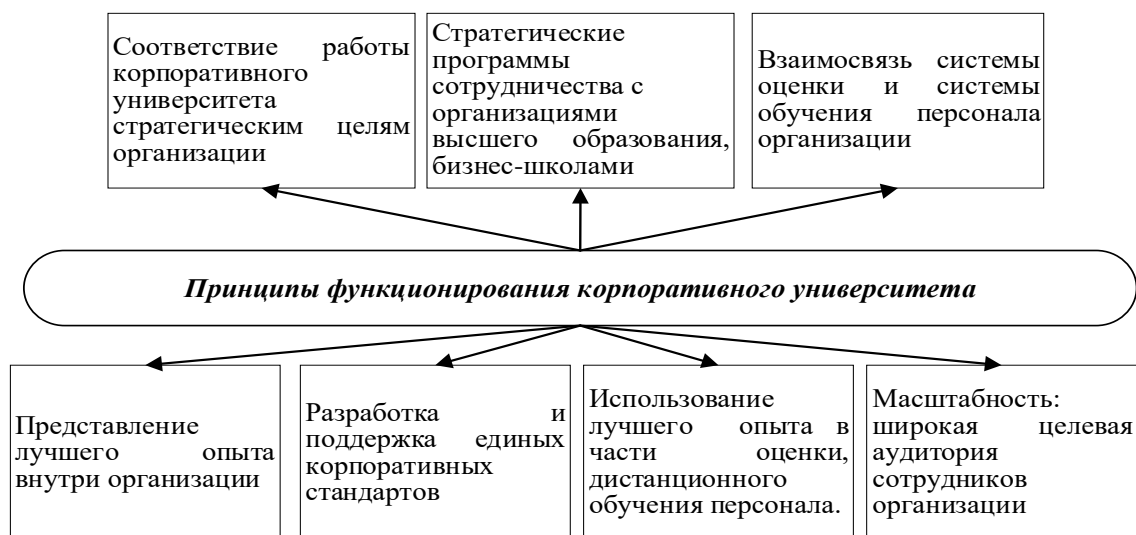 Соответствие работы
корпоративного
университета
стратегическим целям
организации
Стратегические
программы
сотрудничества с
организациями
высшего образования,
бизнес-школами
Взаимосвязь системы
оценки и системы
обучения персонала
организации
Принципы функционирования корпоративного университета
Представление
лучшего опыта
внутри организации
Разработка и
поддержка единых
корпоративных
стандартов
Использование
лучшего опыта в
части оценки,
дистанционного
обучения персонала.
Масштабность:
широкая целевая
аудитория
сотрудников
организации